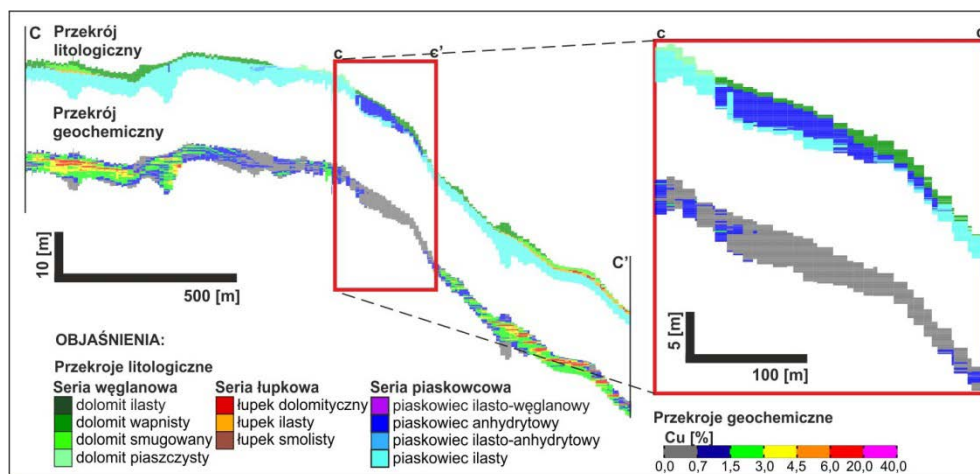 C
Przekrój
litologiczny
c
c'
c
c'
Przekrój
geochemiczny
10 [m]
500 [m]
C'
5 [m]
100 [m]
OBJAŚNIENIA:
Przekroje litologiczne
Seria węglanowa
dolomit ilasty
dolomit wapnisty
dolomit smugowany
dolomit piaszczysty
Seria łupkowa
łupek dolomityczny
łupek ilasty
łupek smolisty
Seria piaskowcowa
piaskowiec ilasto-węglanowy
piaskowiec anhydrytowy
piaskowiec ilasto-anhydrytowy
piaskowiec ilasty
Przekroje geochemiczne
Cu [%]
0,0 0,7 1,5 3,0 4.5 6.0 20,0 40,0